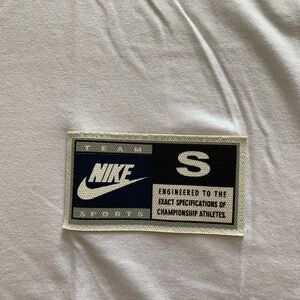 TEAM
NIKE
SPORTS
S
ENGINEERED TO THE
EXACT SPECIFICATIONS OF
CHAMPIONSHIP ATHLETES.